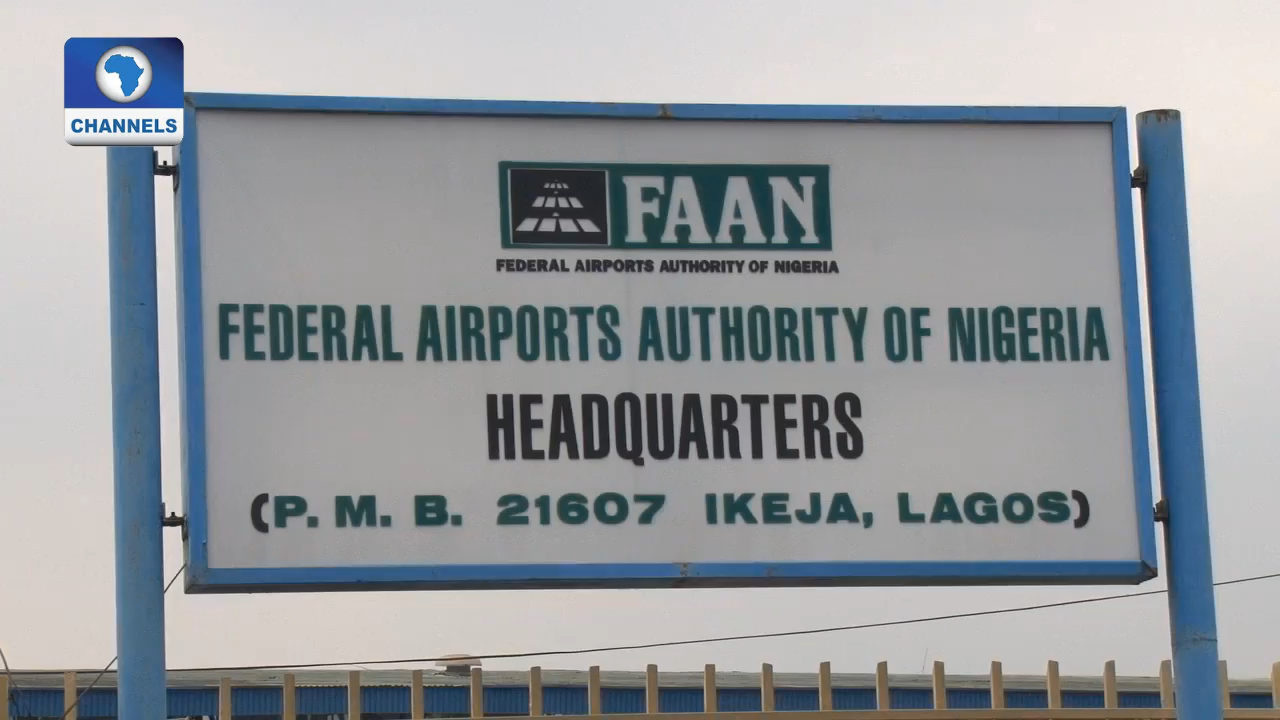 CHANNELS
FAAN
FEDERAL AIRPORTS AUTHORITY OF NIGERIA
FEDERAL AIRPORTS AUTHORITY OF NIGERIA
HEADQUARTERS
(P. M. B. 21607 IKEJA, LAGOS)